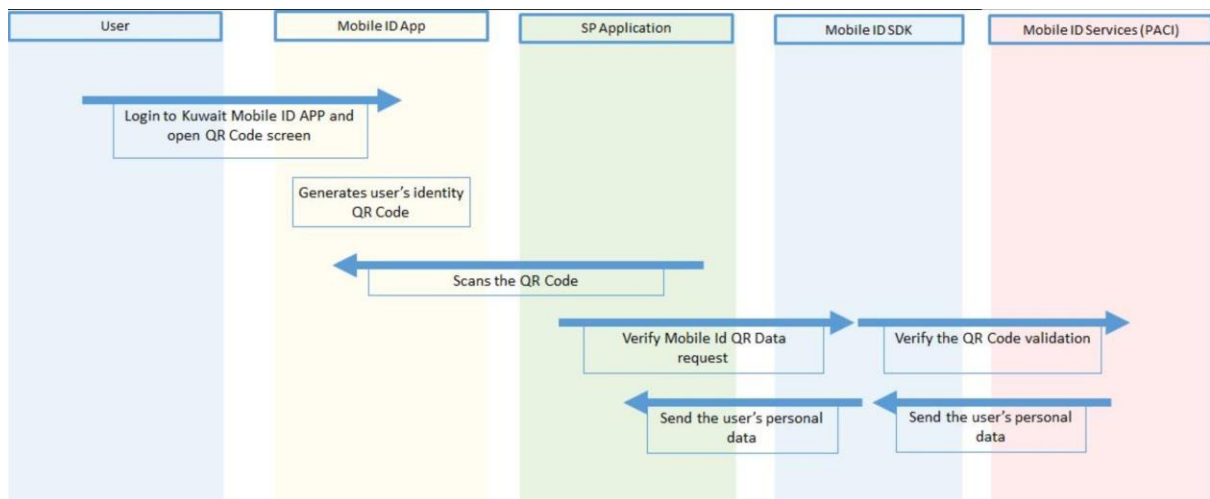 User
Mobile ID App
SP Application
Mobile ID SDK
Mobile ID Services (PACI)
Login to Kuwait Mobile ID APP and
open QR Code screen
Generates user's identity
QR Code
Scans the QR Code
Verify Mobile Id QR Data
request
Verify the QR Code validation
Send the user's personal
data
Send the user's personal
data